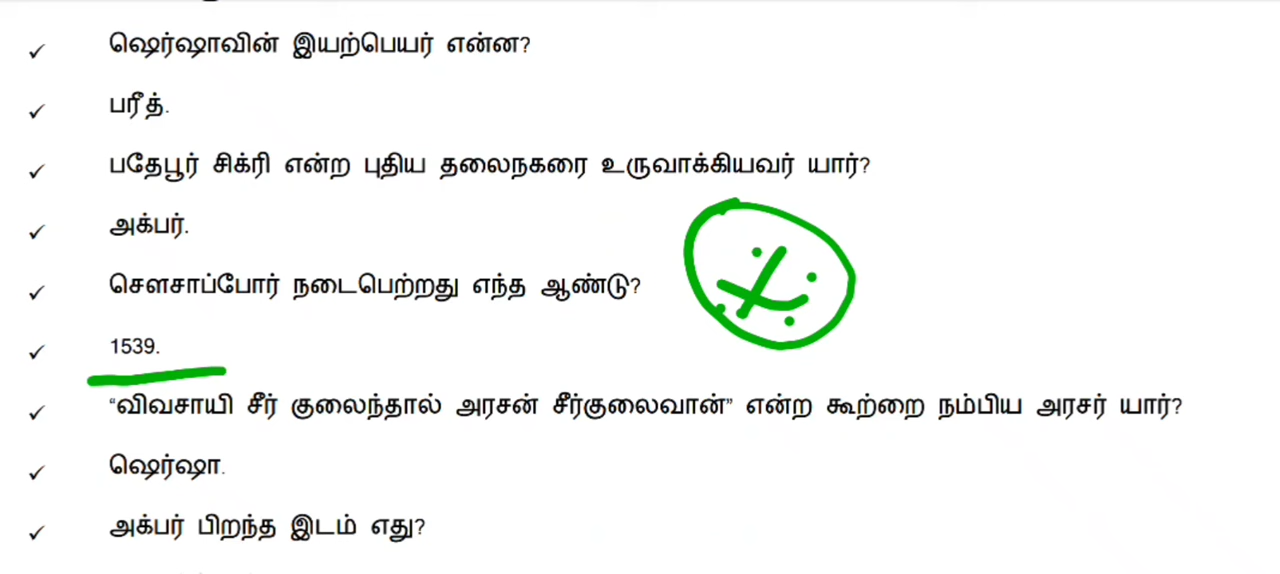 ஷெர்ஷாவின் இயற்பெயர் என்ன?
பரீத்.
பதேபூர் சிக்ரி என்ற புதிய தலைநகரை உருவாக்கியவர் யார்?
அக்பர்.
சௌசாப்போர் நடைபெற்றது எந்த ஆண்டு?
1539.
“விவசாயி சீர் குலைந்தால் அரசன் சீர்குலைவான்” என்ற கூற்றை நம்பிய அரசர் யார்?
ஷெர்ஷா.
அக்பர் பிறந்த இடம் எது?